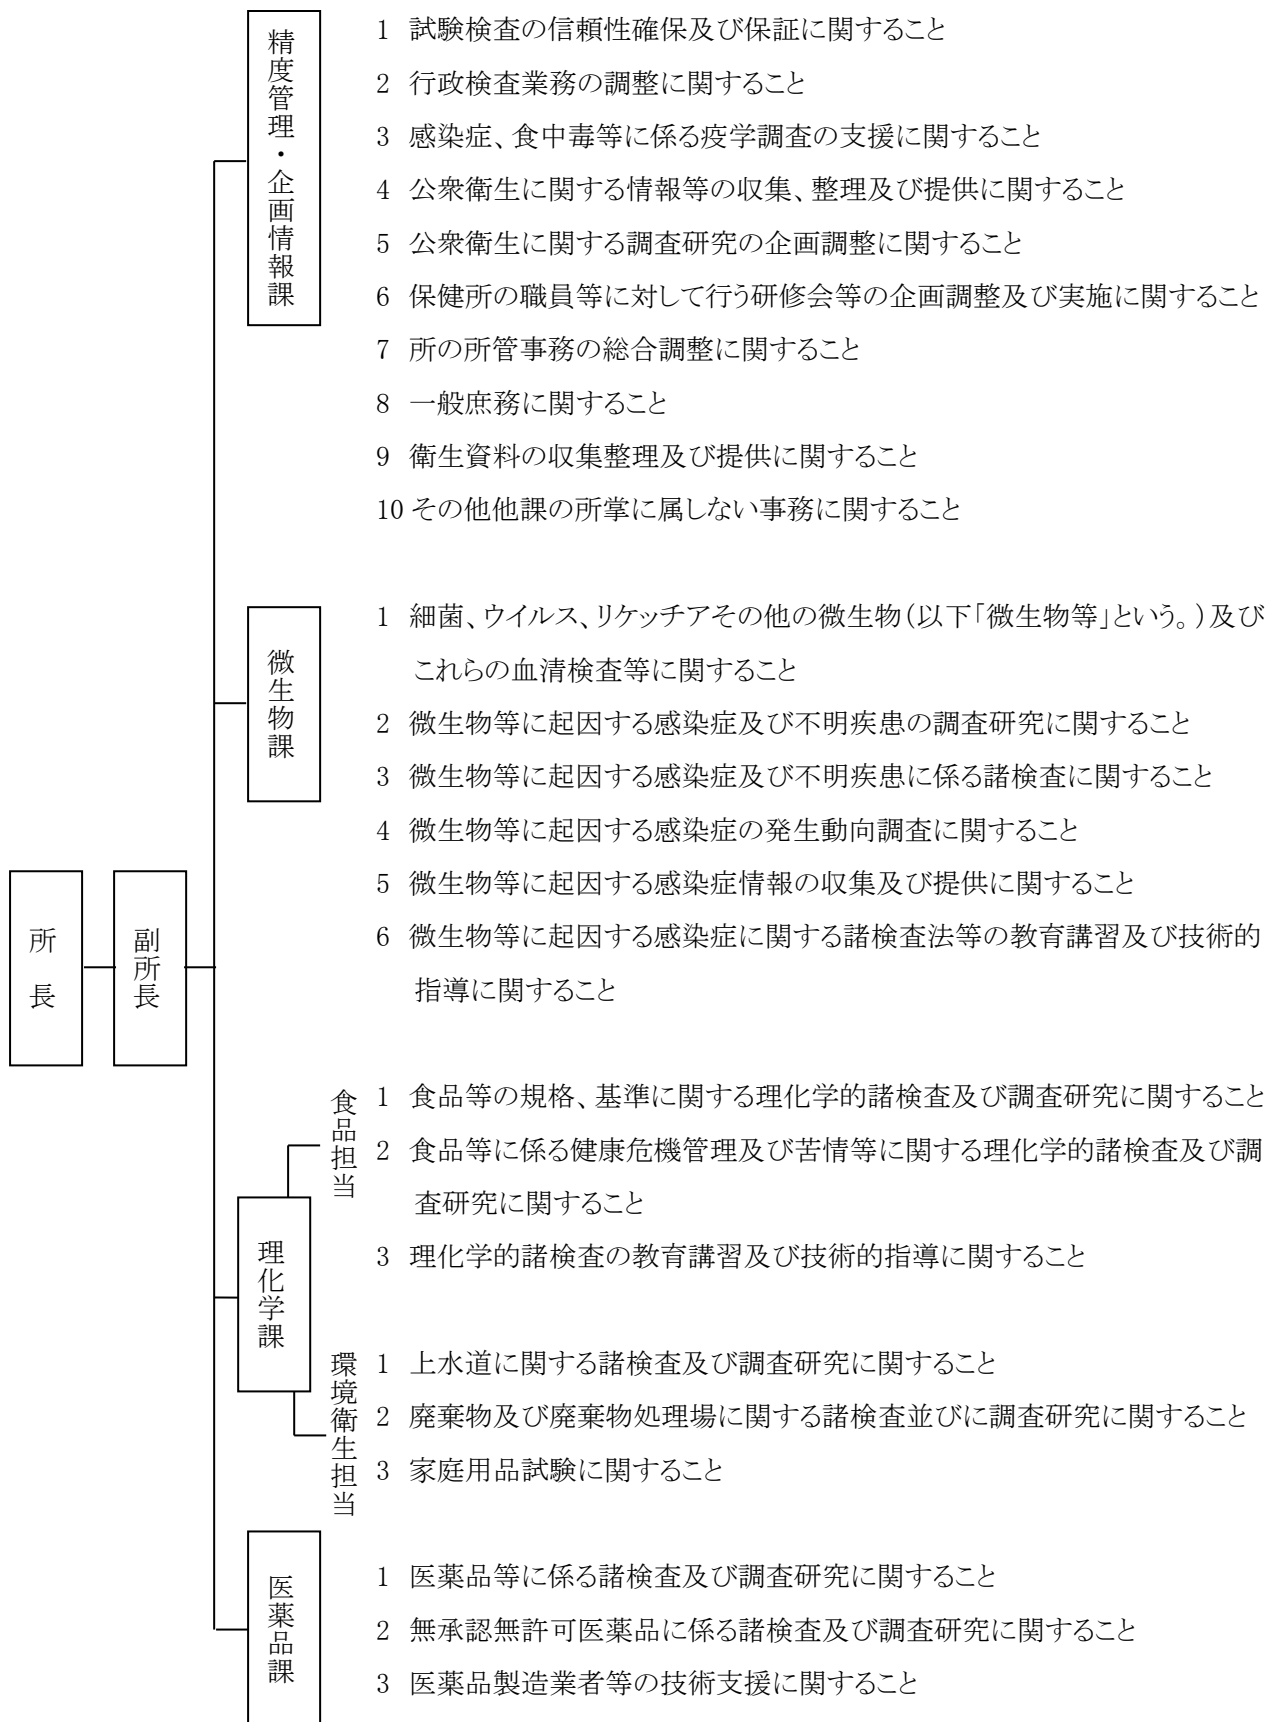 精度管理・企画情報課
1 試験検査の信頼性確保及び保証に関すること
2 行政検査業務の調整に関すること
3 感染症、食中毒等に係る疫学調査の支援に関すること
4 公衆衛生に関する情報等の収集、整理及び提供に関すること
5 公衆衛生に関する調査研究の企画調整に関すること
6 保健所の職員等に対して行う研修会等の企画調整及び実施に関すること
7 所の所管事務の総合調整に関すること
8 一般庶務に関すること
9 衛生資料の収集整理及び提供に関すること
10 その他他課の所掌に属しない事務に関すること
微生物課
1 細菌、ウイルス、リケッチアその他の微生物(以下「微生物等」という。)及び
これらの血清検査等に関すること
2 微生物等に起因する感染症及び不明疾患の調査研究に関すること
3 微生物等に起因する感染症及び不明疾患に係る諸検査に関すること
4 微生物等に起因する感染症の発生動向調査に関すること
5 微生物等に起因する感染症情報の収集及び提供に関すること
6 微生物等に起因する感染症に関する諸検査法等の教育講習及び技術的
指導に関すること
所長
副所長
理化学課
食品担当
1 食品等の規格、基準に関する理化学的諸検査及び調査研究に関すること
2 食品等に係る健康危機管理及び苦情等に関する理化学的諸検査及び調
査研究に関すること
3 理化学的諸検査の教育講習及び技術的指導に関すること
環境衛生担当
1 上水道に関する諸検査及び調査研究に関すること
2 廃棄物及び廃棄物処理場に関する諸検査並びに調査研究に関すること
3 家庭用品試験に関すること
医薬品課
1 医薬品等に係る諸検査及び調査研究に関すること
2 無承認無許可医薬品に係る諸検査及び調査研究に関すること
3 医薬品製造業者等の技術支援に関すること